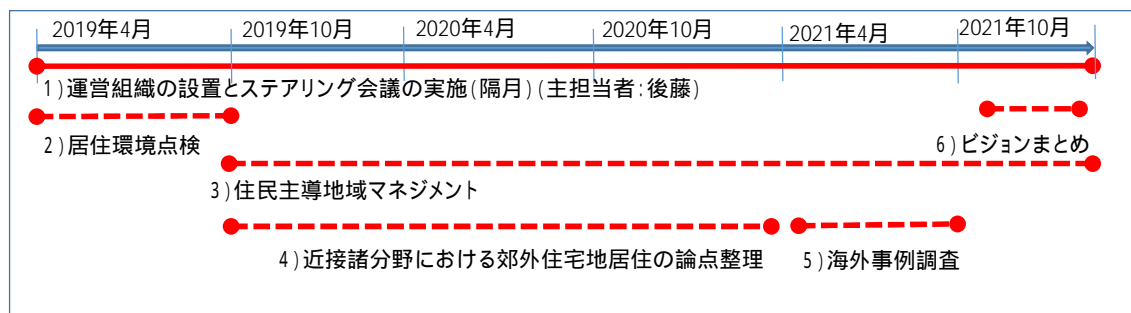 2019年4月 2019年10月 2020年4月 2020年10月 2021年4月 2021年10月
1)運営組織の設置とステアリング会議の実施(隔月)(主担当者:後藤)
2)居住環境点検
6)ビジョンまとめ
3)住民主導地域マネジメント
4)近接諸分野における郊外住宅地居住の論点整理
5)海外事例調査